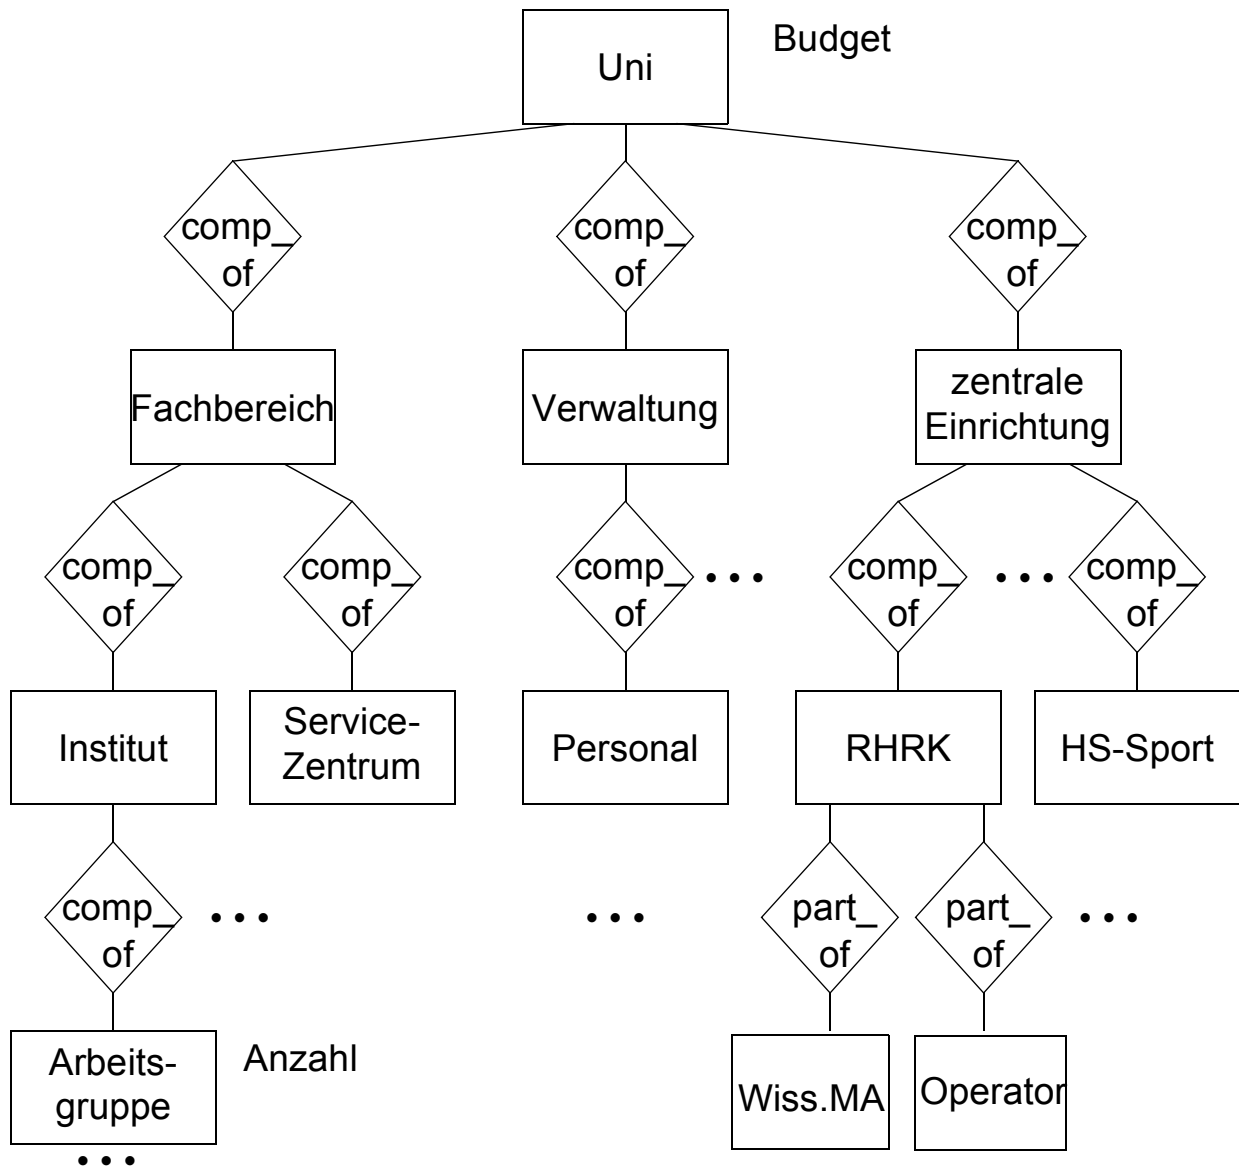 Uni
Budget
comp_
of
comp_
of
comp_
of
Fachbereich
Verwaltung
zentrale
Einrichtung
comp_
of
comp_
of
comp_
of
•••
comp_
of
•••
comp_
of
Institut
Service-
Zentrum
Personal
RHRK
HS-Sport
comp_
of
•••
•••
part_
of
part_
of
•••
Arbeits-
gruppe
Anzahl
Wiss.MA
Operator
•••